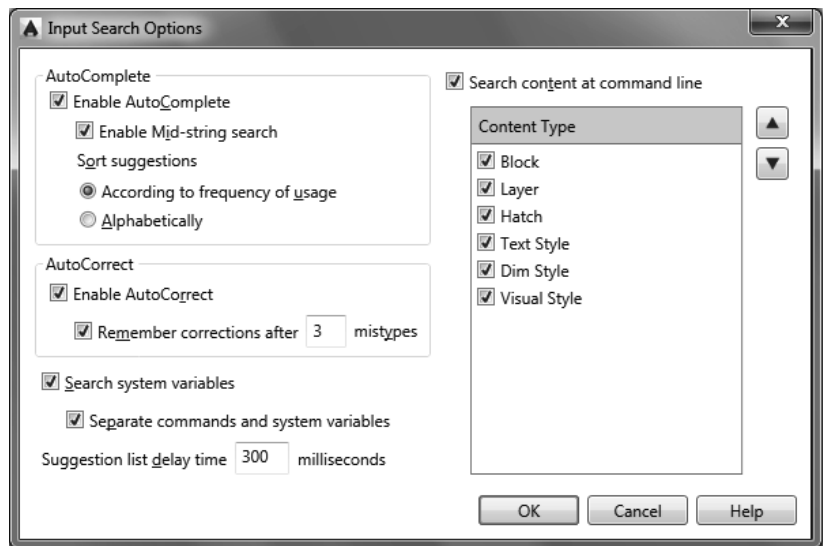 Input Search Options
AutoComplete
Enable AutoComplete
Enable Mid-string search
Sort suggestions
According to frequency of usage
Alphabetically
AutoCorrect
Enable AutoCorrect
Remember corrections after 3 mistypes
Search system variables
Separate commands and system variables
Suggestion list delay time 300 milliseconds
Search content at command line
Content Type
Block
Layer
Hatch
Text Style
Dim Style
Visual Style
OK Cancel Help